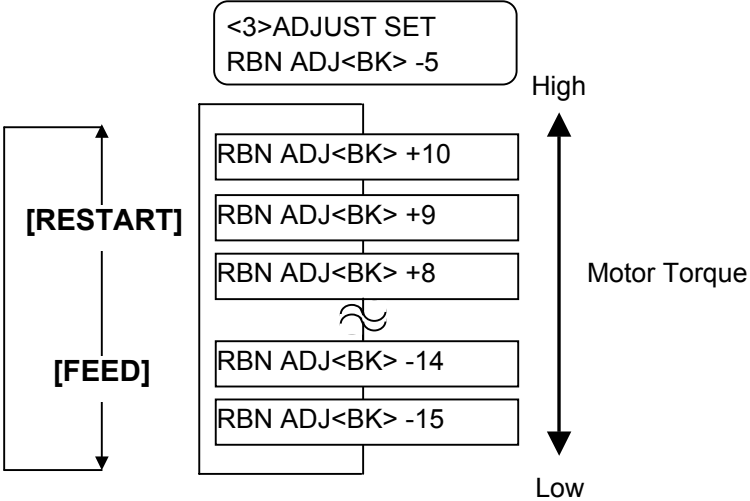 <3>ADJUST SET
RBN ADJ<BK> -5
High
RBN ADJ<BK> +10
[RESTART]
RBN ADJ<BK> +9
RBN ADJ<BK> +8
Motor Torque
[FEED]
RBN ADJ<BK> -14
RBN ADJ<BK> -15
Low